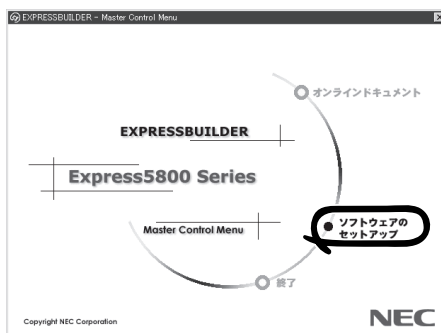 EXPRESSBUILDER - Master Control Menu
オンラインドキュメント
EXPRESSBUILDER
Express5800 Series
ソフトウェアの
セットアップ
Master Control Menu
終了
Copyright NEC Corporation
NEC